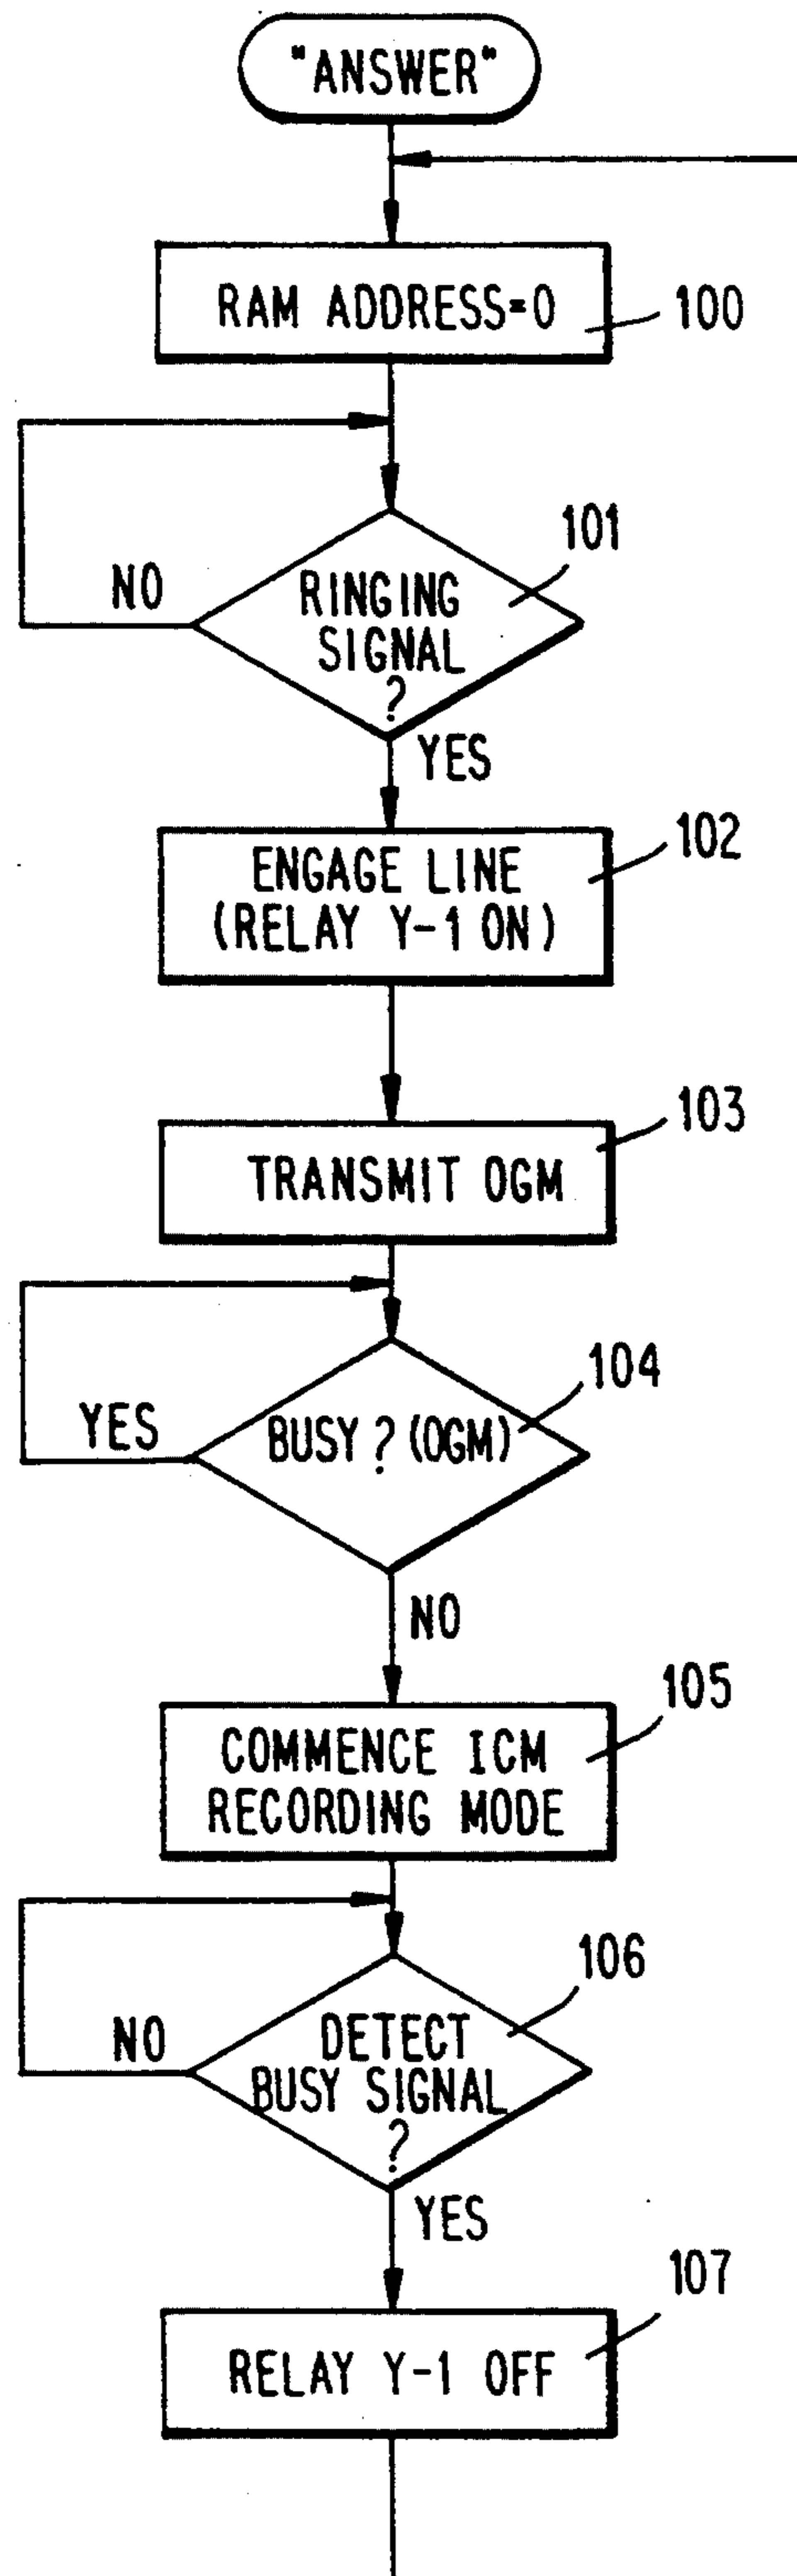 "ANSWER"
RAM ADDRESS=0
100
101
NO
RINGING
SIGNAL
?
YES
102
ENGAGE LINE
(RELAY Y-1 ON)
103
TRANSMIT OGM
104
YES
BUSY ? (OGM)
NO
105
COMMENCE ICM
RECORDING MODE
106
NO
DETECT
BUSY SIGNAL
?
YES
107
RELAY Y-1 OFF